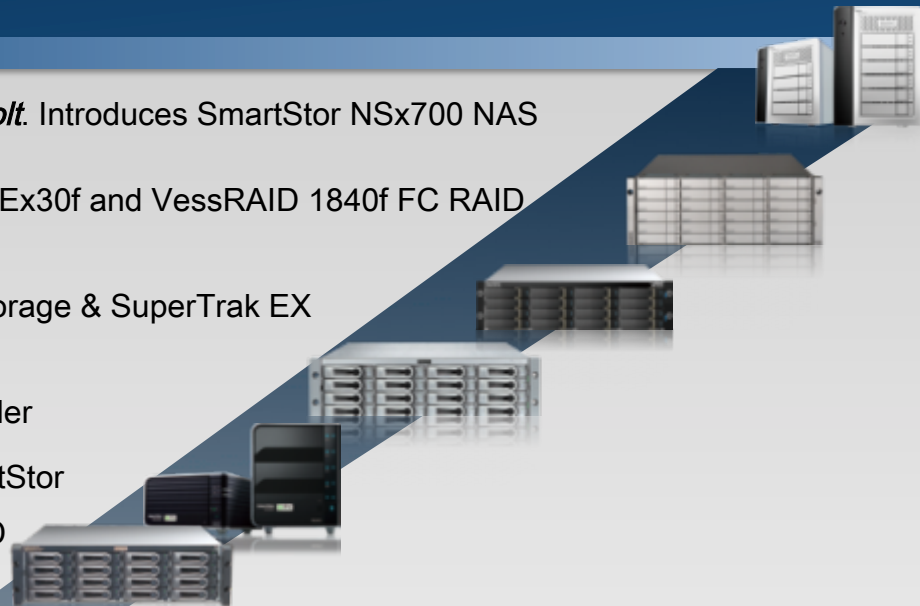 olt. Introduces SmartStor NSx700 NAS
Ex30f and VessRAID 1840f FC RAID
orage & SuperTrak EX
ler
tStor